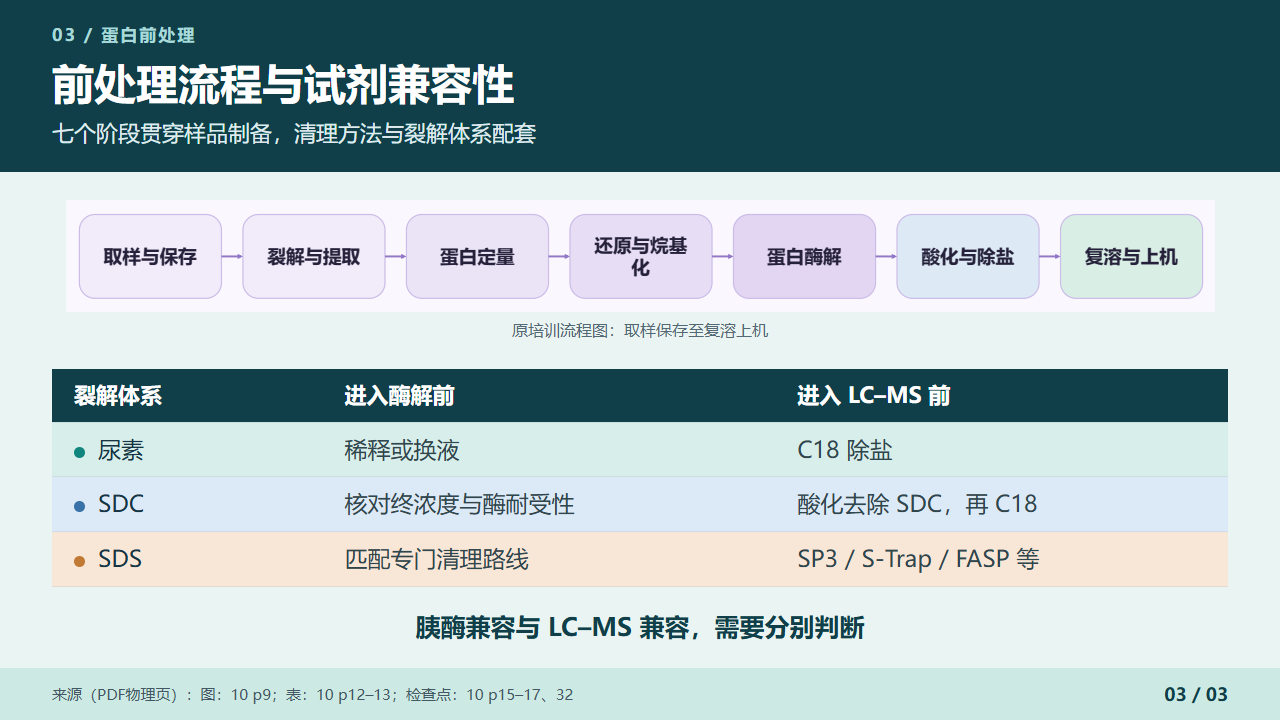 03 / 蛋白前处理
前处理流程与试剂兼容性
七个阶段贯穿样品制备，清理方法与裂解体系配套
取样与保存
裂解与提取
蛋白定量
还原与烷基
化
蛋白酶解
酸化与除盐
复溶与上机
原培训流程图：取样保存至复溶上机
裂解体系 进入酶解前 进入 LC–MS 前
尿素 稀释或换液 C18 除盐
SDC 核对终浓度与酶耐受性 酸化去除 SDC，再 C18
SDS 匹配专门清理路线 SP3 / S-Trap / FASP 等
胰酶兼容与 LC–MS 兼容，需要分别判断
来源（PDF物理页）：图：10 p9；表：10 p12–13；检查点：10 p15–17、32
03 / 03